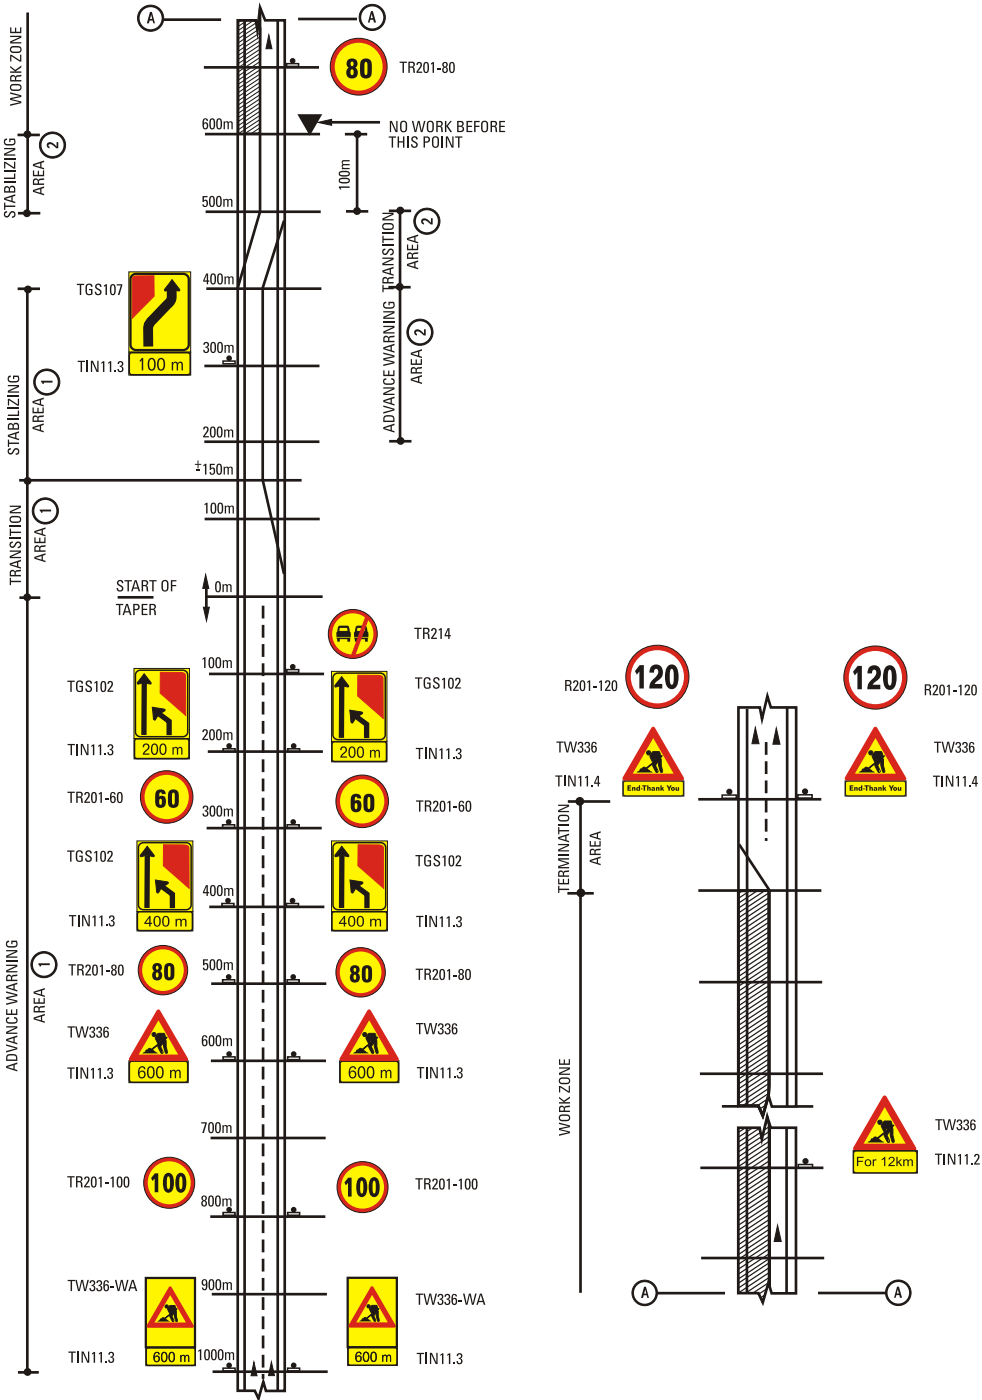 A
A
80
TR201-80
WORK ZONE
600m
NO WORK BEFORE
THIS POINT
STABILIZING
AREA
2
100m
500m
TRANSITION
AREA
2
TGS107
400m
TIN11.3
100 m
300m
ADVANCE WARNING
AREA
2
STABILIZING
AREA
1
200m
±150m
100m
TRANSITION
AREA
1
START OF
TAPER
0m
TR214
100m
TGS102
TGS102
200m
TIN11.3
200 m
200 m
TIN11.3
TR201-60
60
60
TR201-60
300m
TGS102
TGS102
400m
TIN11.3
400 m
400 m
TIN11.3
ADVANCE WARNING
AREA
1
500m
TR201-80
80
80
TR201-80
TW336
TW336
600m
TIN11.3
600 m
600 m
TIN11.3
700m
TR201-100
100
100
TR201-100
800m
TW336-WA
900m
TW336-WA
TIN11.3
600 m
1000m
600 m
TIN11.3
R201-120
120
120
R201-120
TW336
TW336
TIN11.4
End-Thank You
End-Thank You
TIN11.4
TERMINATION
AREA
WORK ZONE
TW336
For 12km
TIN11.2
A
A